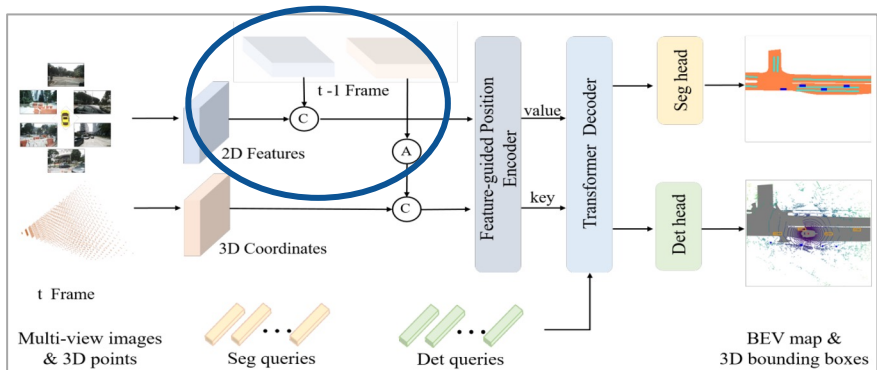 t -1 Frame
C
2D Features
A
C
3D Coordinates
t Frame
Feature-guided Position
Encoder
value
key
Transformer Decoder
Seg head
Det head
Multi-view images
& 3D points
Seg queries
Det queries
BEV map &
3D bounding boxes